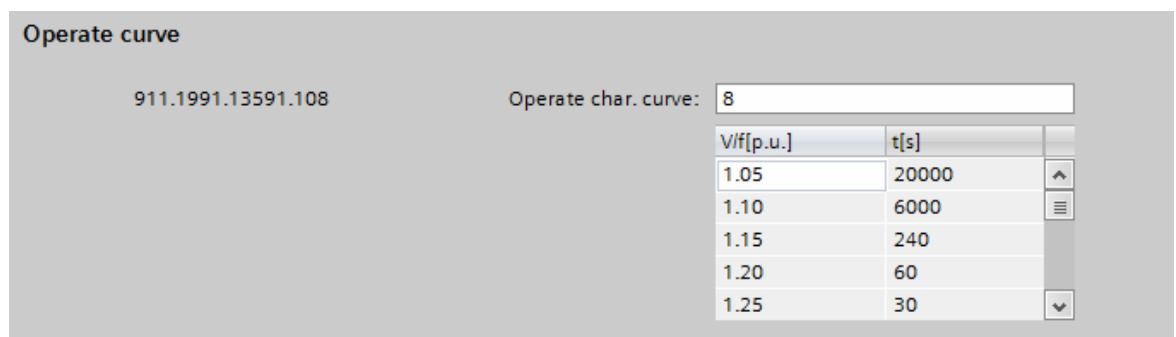 Operate curve
911.1991.13591.108 Operate char. curve: 8
V/f[p.u.] t[s]
1.05 20000
1.10 6000
1.15 240
1.20 60
1.25 30